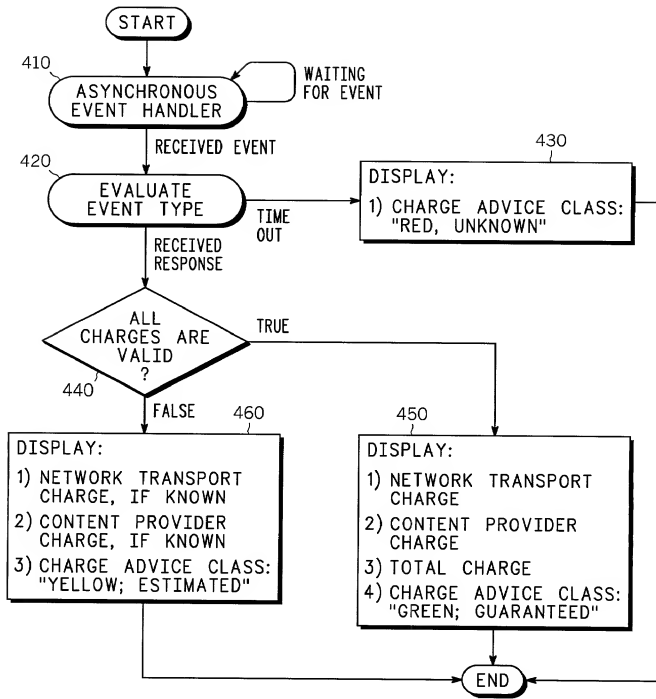 START
410
ASYNCHRONOUS
EVENT HANDLER
WAITING
FOR EVENT
RECEIVED EVENT
420
EVALUATE
EVENT TYPE
TIME
OUT
430
DISPLAY:
1) CHARGE ADVICE CLASS:
"RED, UNKNOWN"
RECEIVED
RESPONSE
ALL
CHARGES ARE
VALID
?
440
TRUE
FALSE
460
DISPLAY:
1) NETWORK TRANSPORT
CHARGE, IF KNOWN
2) CONTENT PROVIDER
CHARGE, IF KNOWN
3) CHARGE ADVICE CLASS:
"YELLOW; ESTIMATED"
450
DISPLAY:
1) NETWORK TRANSPORT
CHARGE
2) CONTENT PROVIDER
CHARGE
3) TOTAL CHARGE
4) CHARGE ADVICE CLASS:
"GREEN; GUARANTEED"
END